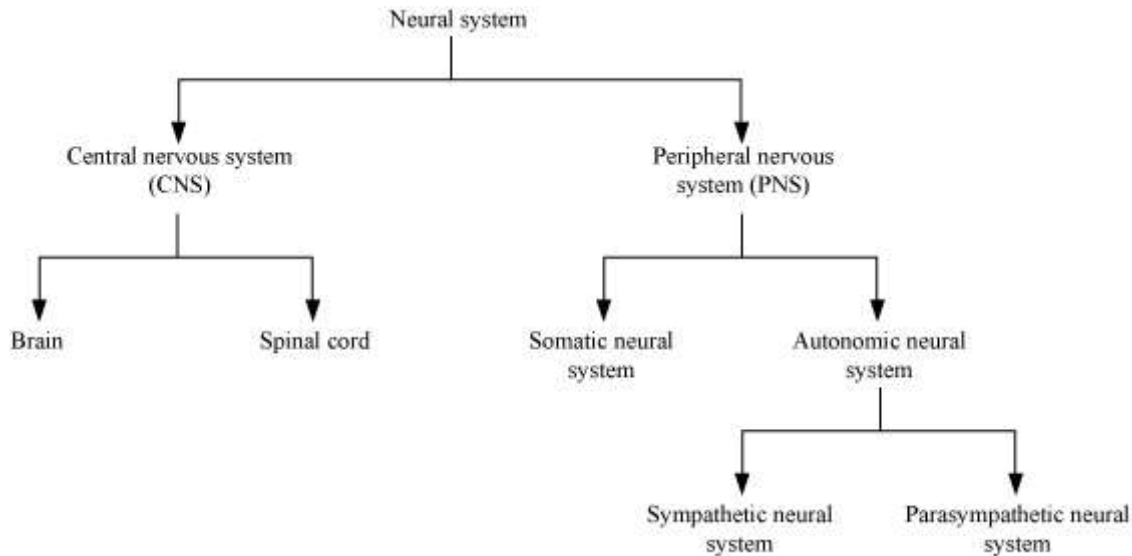 Neural system
Central nervous system
(CNS)
Peripheral nervous
system (PNS)
Brain
Spinal cord
Somatic neural
system
Autonomic neural
system
Sympathetic neural
system
Parasympathetic neural
system